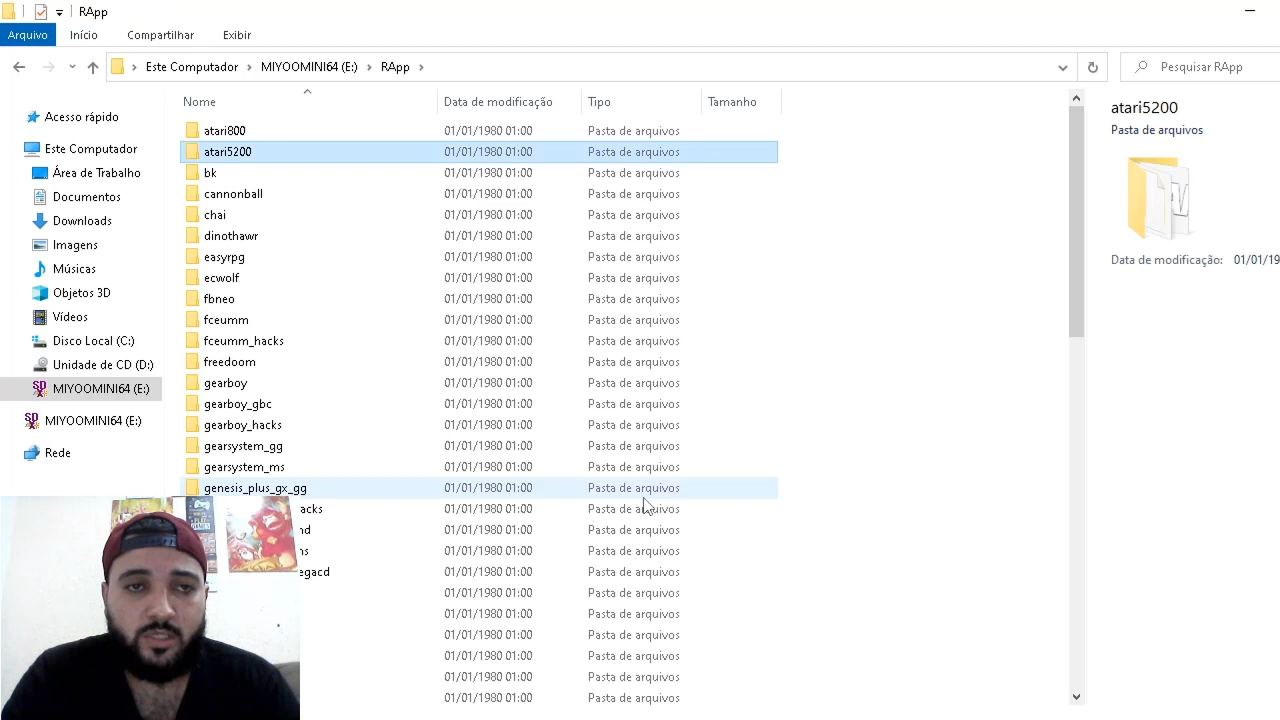 RApp
Arquivo Início Compartilhar Exibir
Este Computador MIYOOMINI64 (E:) RApp Pesquisar RApp
Nome Data de modificação Tipo Tamanho
Acesso rápido
Este Computador
Área de Trabalho
Documentos
Downloads
Imagens
Músicas
Objetos 3D
Vídeos
Disco Local (C:)
Unidade de CD (D:)
MIYOOMINI64 (E:)
MIYOOMINI64 (E:)
Rede
atari800 01/01/1980 01:00 Pasta de arquivos
atari5200 01/01/1980 01:00 Pasta de arquivos
bk 01/01/1980 01:00 Pasta de arquivos
cannonball 01/01/1980 01:00 Pasta de arquivos
chai 01/01/1980 01:00 Pasta de arquivos
dinothawr 01/01/1980 01:00 Pasta de arquivos
easyrpg 01/01/1980 01:00 Pasta de arquivos
ecwolf 01/01/1980 01:00 Pasta de arquivos
fbneo 01/01/1980 01:00 Pasta de arquivos
fceumm 01/01/1980 01:00 Pasta de arquivos
fceumm_hacks 01/01/1980 01:00 Pasta de arquivos
freedoom 01/01/1980 01:00 Pasta de arquivos
gearboy 01/01/1980 01:00 Pasta de arquivos
gearboy_gbc 01/01/1980 01:00 Pasta de arquivos
gearboy_hacks 01/01/1980 01:00 Pasta de arquivos
gearsystem_gg 01/01/1980 01:00 Pasta de arquivos
gearsystem_ms 01/01/1980 01:00 Pasta de arquivos
genesis_plus_gx_gg 01/01/1980 01:00 Pasta de arquivos
acks 01/01/1980 01:00 Pasta de arquivos
nd 01/01/1980 01:00 Pasta de arquivos
ns 01/01/1980 01:00 Pasta de arquivos
egacd 01/01/1980 01:00 Pasta de arquivos
01/01/1980 01:00 Pasta de arquivos
01/01/1980 01:00 Pasta de arquivos
01/01/1980 01:00 Pasta de arquivos
01/01/1980 01:00 Pasta de arquivos
01/01/1980 01:00 Pasta de arquivos
01/01/1980 01:00 Pasta de arquivos
atari5200
Pasta de arquivos
Data de modificação: 01/01/19